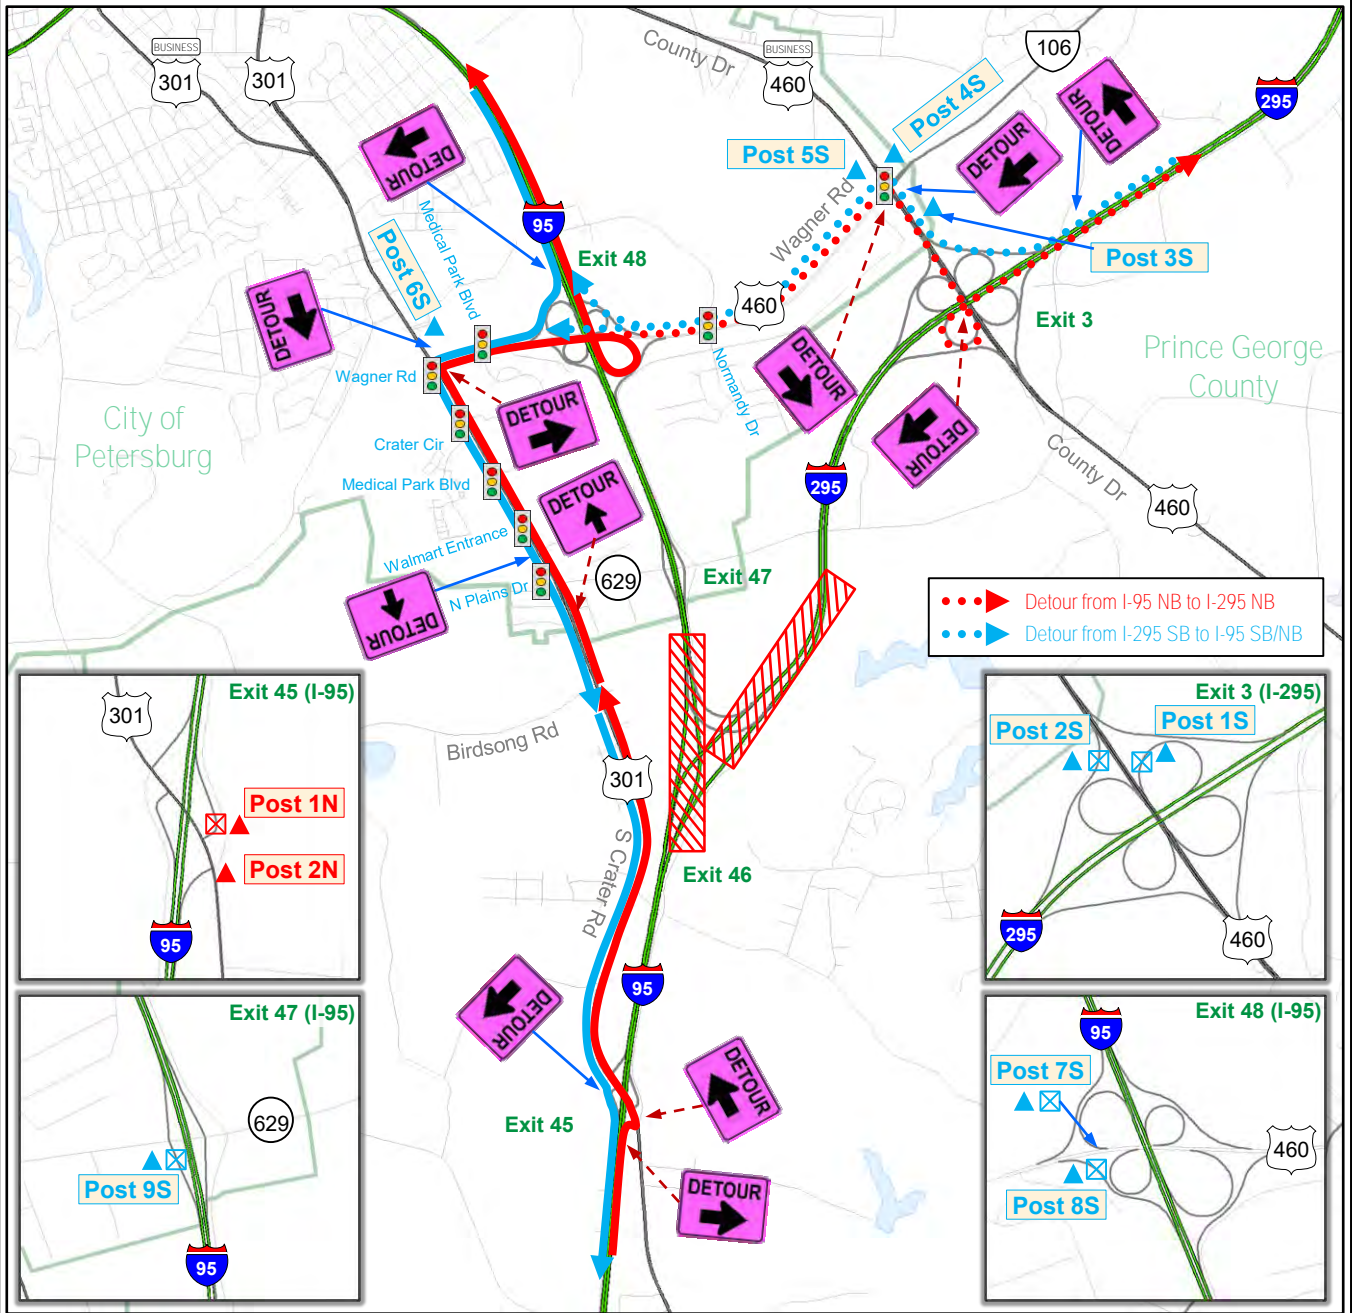 BUSINESS
301
301
County Dr
BUSINESS
460
106
295
DETOUR
DETOUR
DETOUR
Post 4S
Post 5S
Wagner Rd
Medical Park Blvd
95
Post 6S
Exit 48
Post 3S
DETOUR
460
Exit 3
Prince George
County
Wagner Rd
Normandy Dr
DETOUR
DETOUR
DETOUR
City of
Petersburg
Crater Cir
Medical Park Blvd
DETOUR
County Dr
295
460
Walmart Entrance
N Plains Dr
629
Exit 47
DETOUR
Detour from I-95 NB to I-295 NB
Detour from I-295 SB to I-95 SB/NB
Exit 45 (I-95)
301
Post 1N
Post 2N
95
Birdsong Rd
301
S Crater Rd
Exit 46
Exit 3 (I-295)
Post 2S
Post 1S
295
460
95
DETOUR
DETOUR
Exit 45
DETOUR
Exit 47 (I-95)
629
Post 9S
95
Exit 48 (I-95)
95
Post 7S
460
Post 8S